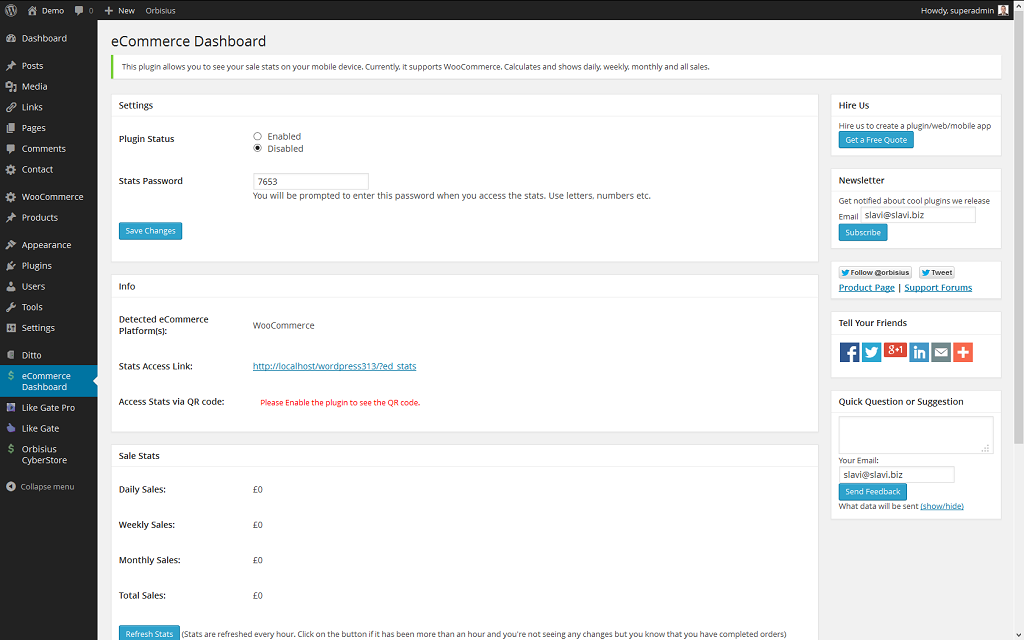 Demo 0 New Orbisius Howdy, superadmin
Dashboard
Posts
Media
Links
Pages
Comments
Contact
WooCommerce
Products
Appearance
Plugins
Users
Tools
Settings
Ditto
eCommerce
Dashboard
Like Gate Pro
Like Gate
Orbisius
CyberStore
Collapse menu
eCommerce Dashboard
This plugin allows you to see your sale stats on your mobile device. Currently, it supports WooCommerce. Calculates and shows daily, weekly, monthly and all sales.
Settings
Plugin Status
Enabled
Disabled
Stats Password
7653
You will be prompted to enter this password when you access the stats. Use letters, numbers etc.
Save Changes
Info
Detected eCommerce
Platform(s):
WooCommerce
Stats Access Link:
http://localhost/wordpress313/?ed_stats
Access Stats via QR code:
Please Enable the plugin to see the QR code.
Sale Stats
Daily Sales: £0
Weekly Sales: £0
Monthly Sales: £0
Total Sales: £0
Refresh Stats (Stats are refreshed every hour. Click on the button if it has been more than an hour and you're not seeing any changes but you know that you have completed orders)
Hire Us
Hire us to create a plugin/web/mobile app
Get a Free Quote
Newsletter
Get notified about cool plugins we release
Email slavi@slavi.biz
Subscribe
Follow @orbisius Tweet
Product Page | Support Forums
Tell Your Friends
f 8+1 in
Quick Question or Suggestion
Your Email:
slavi@slavi.biz
Send Feedback
What data will be sent (show/hide)